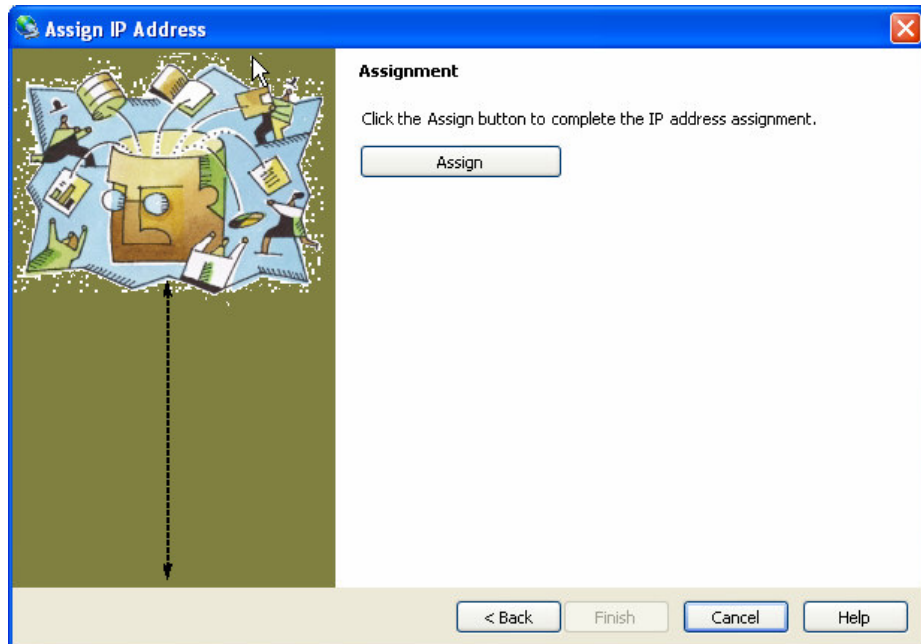 Assign IP Address
Assignment
Click the Assign button to complete the IP address assignment.
Assign
< Back
Finish
Cancel
Help